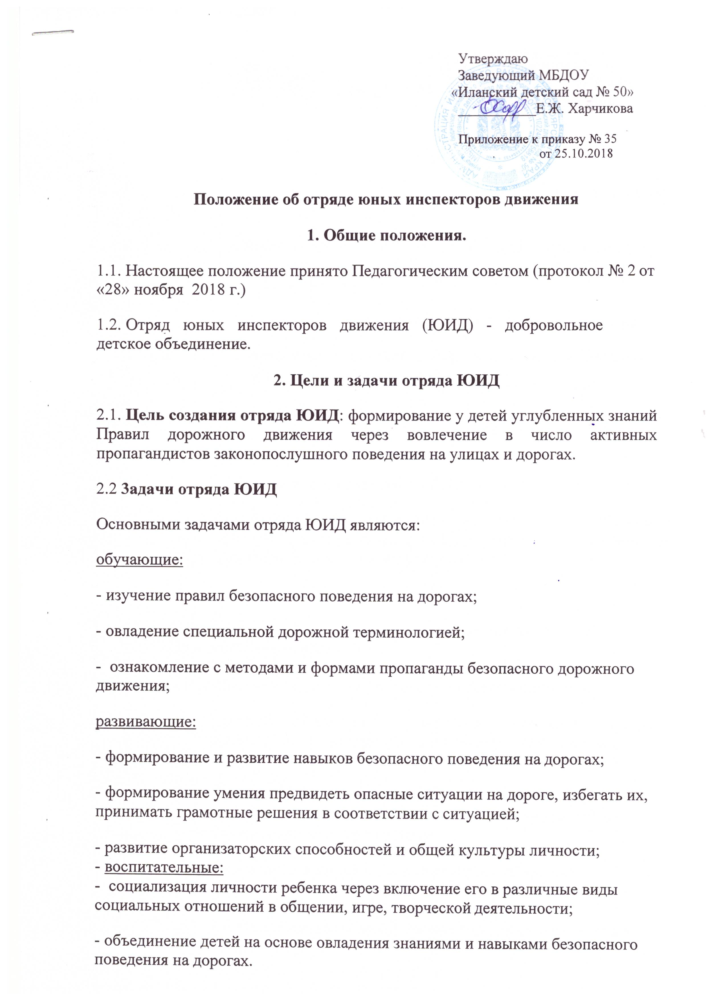 Утверждаю
Заведующий МБДОУ
«Иланский детский сад № 50»
Е.Ж. Харчикова
Приложение к приказу № 35
от 25.10.2018
Положение об отряде юных инспекторов движения
1. Общие положения.
1.1. Настоящее положение принято Педагогическим советом (протокол № 2 от
«28» ноября 2018 г.)
1.2. Отряд юных инспекторов движения (ЮИД) - добровольное
детское объединение.
2. Цели и задачи отряда ЮИД
2.1. Цель создания отряда ЮИД: формирование у детей углубленных знаний
Правил дорожного движения через вовлечение в число активных
пропагандистов законопослушного поведения на улицах и дорогах.
2.2 Задачи отряда ЮИД
Основными задачами отряда ЮИД являются:
обучающие:
- изучение правил безопасного поведения на дорогах;
- овладение специальной дорожной терминологией;
- ознакомление с методами и формами пропаганды безопасного дорожного
движения;
развивающие:
- формирование и развитие навыков безопасного поведения на дорогах;
- формирование умения предвидеть опасные ситуации на дороге, избегать их,
принимать грамотные решения в соответствии с ситуацией;
- развитие организаторских способностей и общей культуры личности;
- воспитательные:
- социализация личности ребенка через включение его в различные виды
социальных отношений в общении, игре, творческой деятельности;
- объединение детей на основе овладения знаниями и навыками безопасного
поведения на дорогах.